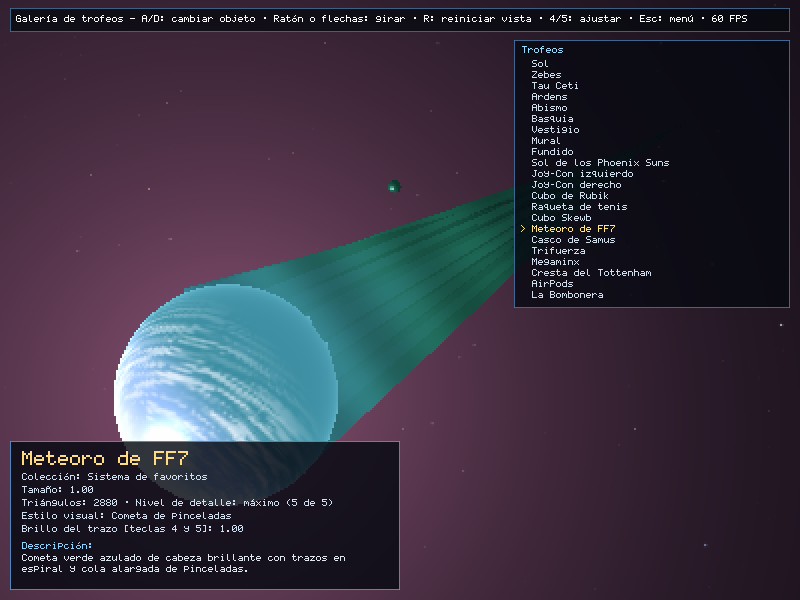 Galería de trofeos - A/D: cambiar objeto • Ratón o flechas: girar • R: reiniciar vista • 4/5: ajustar • Esc: menú • 60 FPS
Trofeos
Sol
Zebes
Tau Ceti
Ardens
Abismo
Basquia
Vestigio
Mural
Fundido
Sol de los Phoenix Suns
Joy-Con izquierdo
Joy-Con derecho
Cubo de Rubik
Raqueta de tenis
Cubo Skewb
> Meteoro de FF7
Casco de Samus
Trifuerza
Megaminx
Cresta del Tottenham
AirPods
La Bombonera
Meteoro de FF7
Colección: Sistema de favoritos
Tamaño: 1.00
Triángulos: 2880 • Nivel de detalle: máximo (5 de 5)
Estilo visual: Cometa de Pinceladas
Brillo del trazo [teclas 4 y 5]: 1.00
Descripción:
Cometa verde azulado de cabeza brillante con trazos en
espiral y cola alargada de Pinceladas.